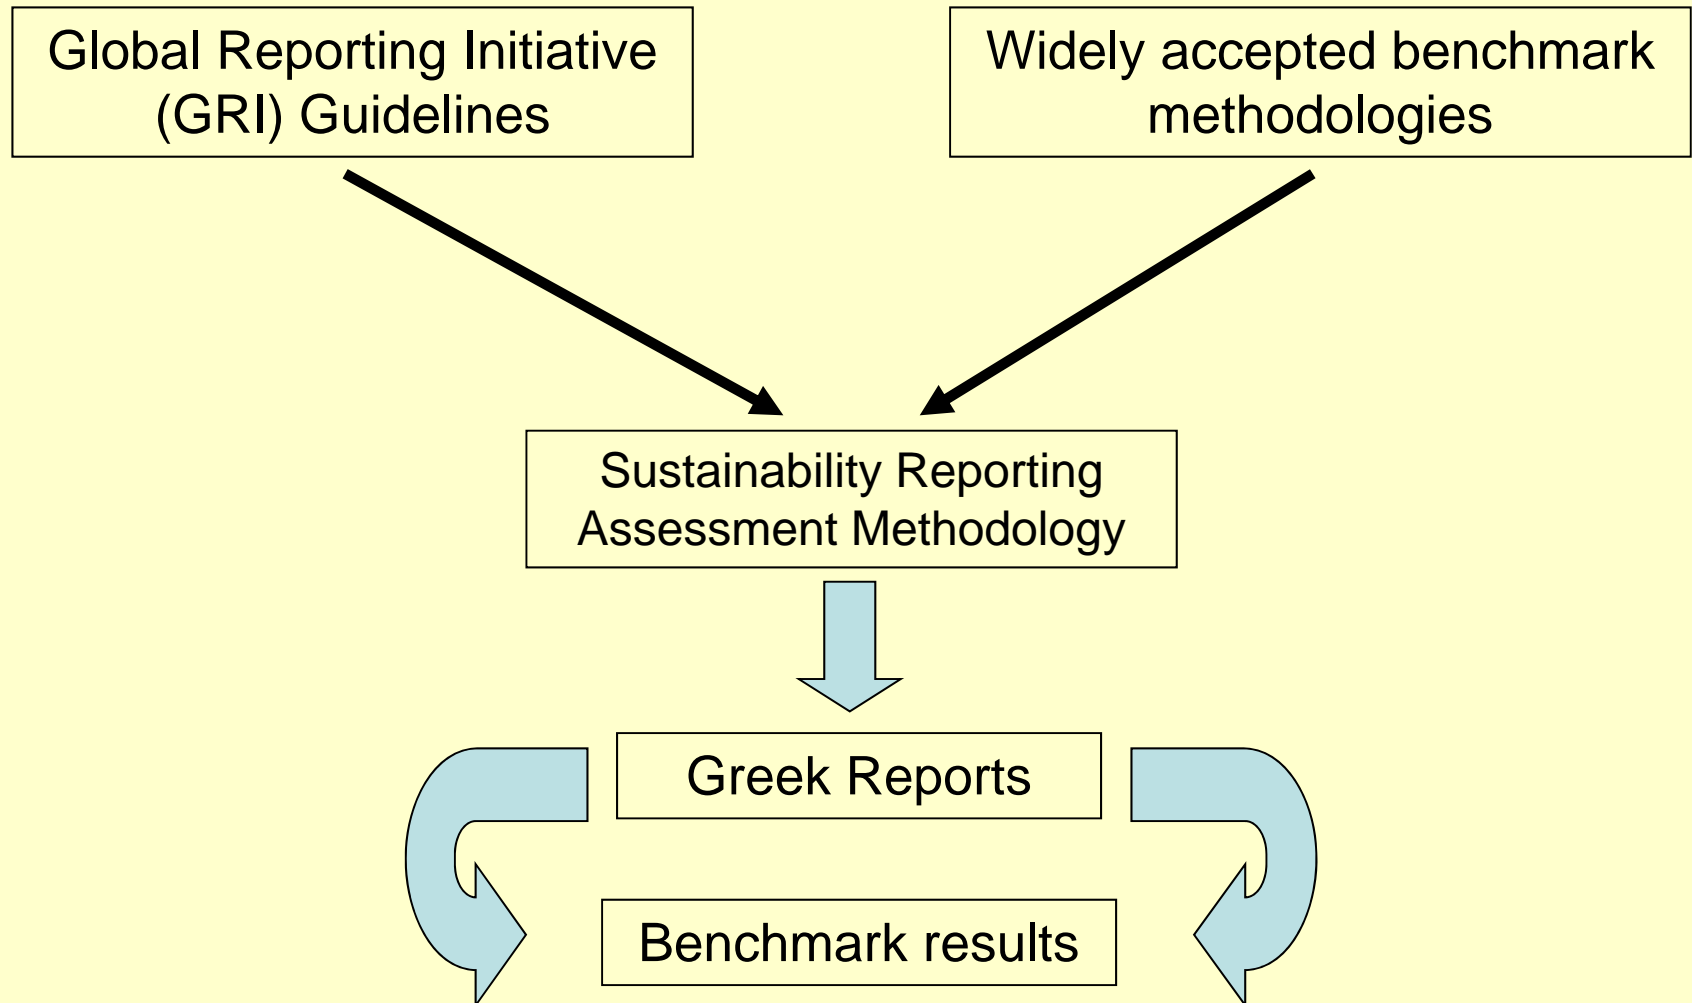 Global Reporting Initiative
(GRI) Guidelines
Widely accepted benchmark
methodologies
Sustainability Reporting
Assessment Methodology
Greek Reports
Benchmark results